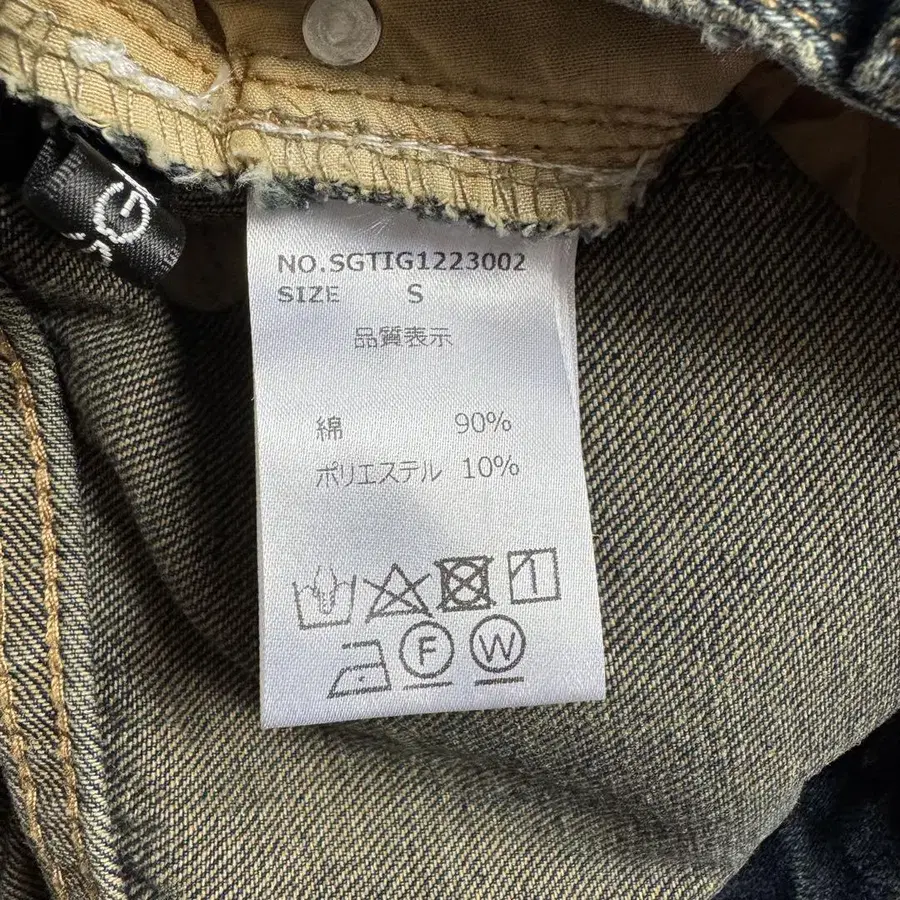 NO.SGTIG1223002
SIZE S
品質表示
綿 90%
ポリエステル 10%
F W